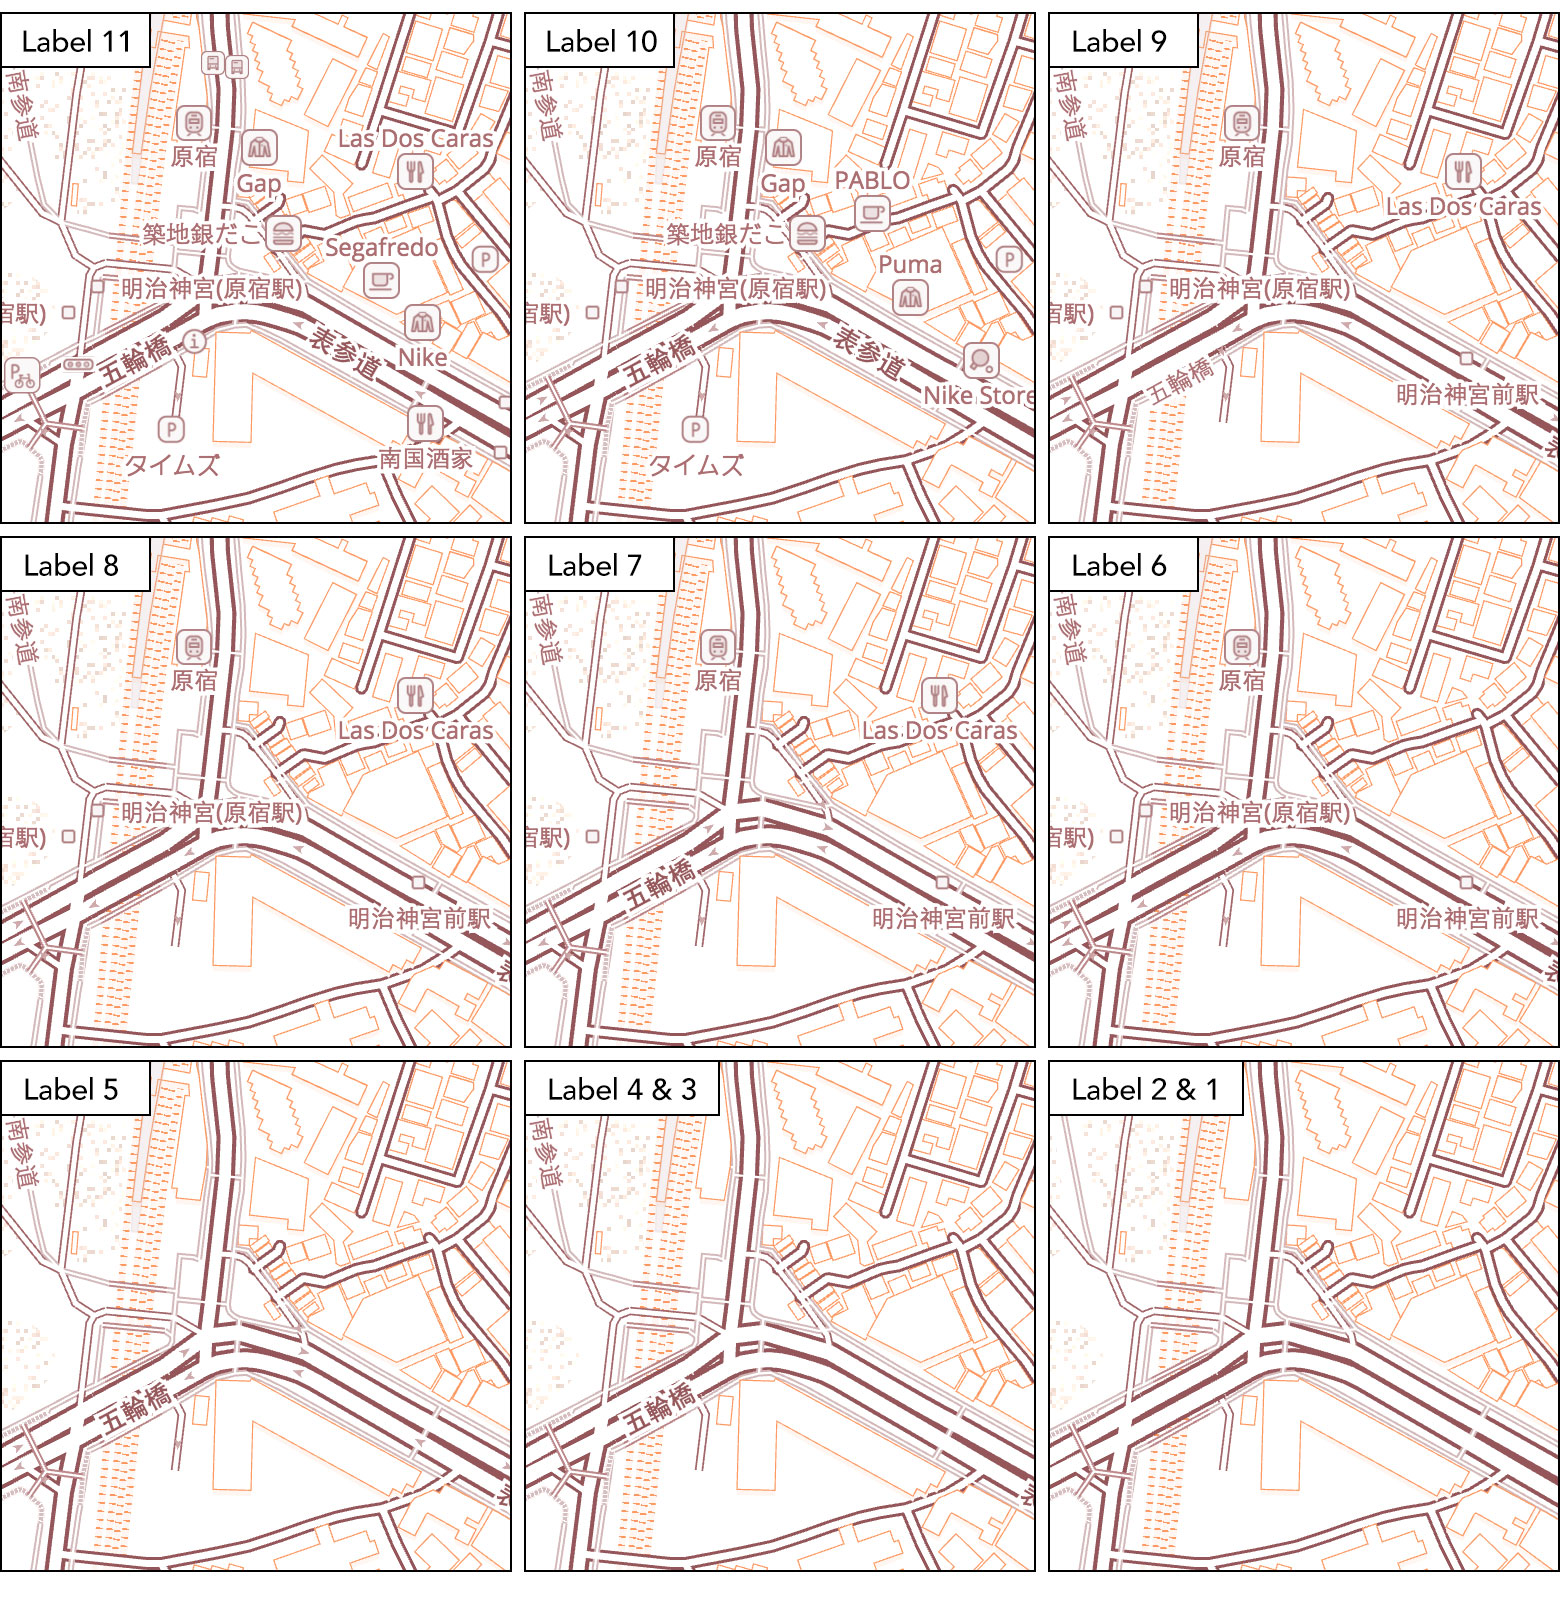 Label 11
南参道
原宿
Gap
Las Dos Caras
築地銀だこ
Segafredo
P
明治神宮(原宿駅)
宿駅)
i
五輪橋
表参道
Nike
P
P
タイムズ
南国酒家
Label 10
南参道
原宿
Gap
PABLO
築地銀だこ
Puma
P
明治神宮(原宿駅)
宿駅)
五輪橋
表参道
Nike Store
P
タイムズ
Label 9
南参道
原宿
Las Dos Caras
明治神宮(原宿駅)
宿駅)
五輪橋
明治神宮前駅
Label 8
南参道
原宿
Las Dos Caras
明治神宮(原宿駅)
宿駅)
明治神宮前駅
Label 7
南参道
原宿
Las Dos Caras
宿駅)
五輪橋
明治神宮前駅
Label 6
南参道
原宿
明治神宮(原宿駅)
宿駅)
明治神宮前駅
Label 5
南参道
五輪橋
Label 4 & 3
南参道
五輪橋
Label 2 & 1